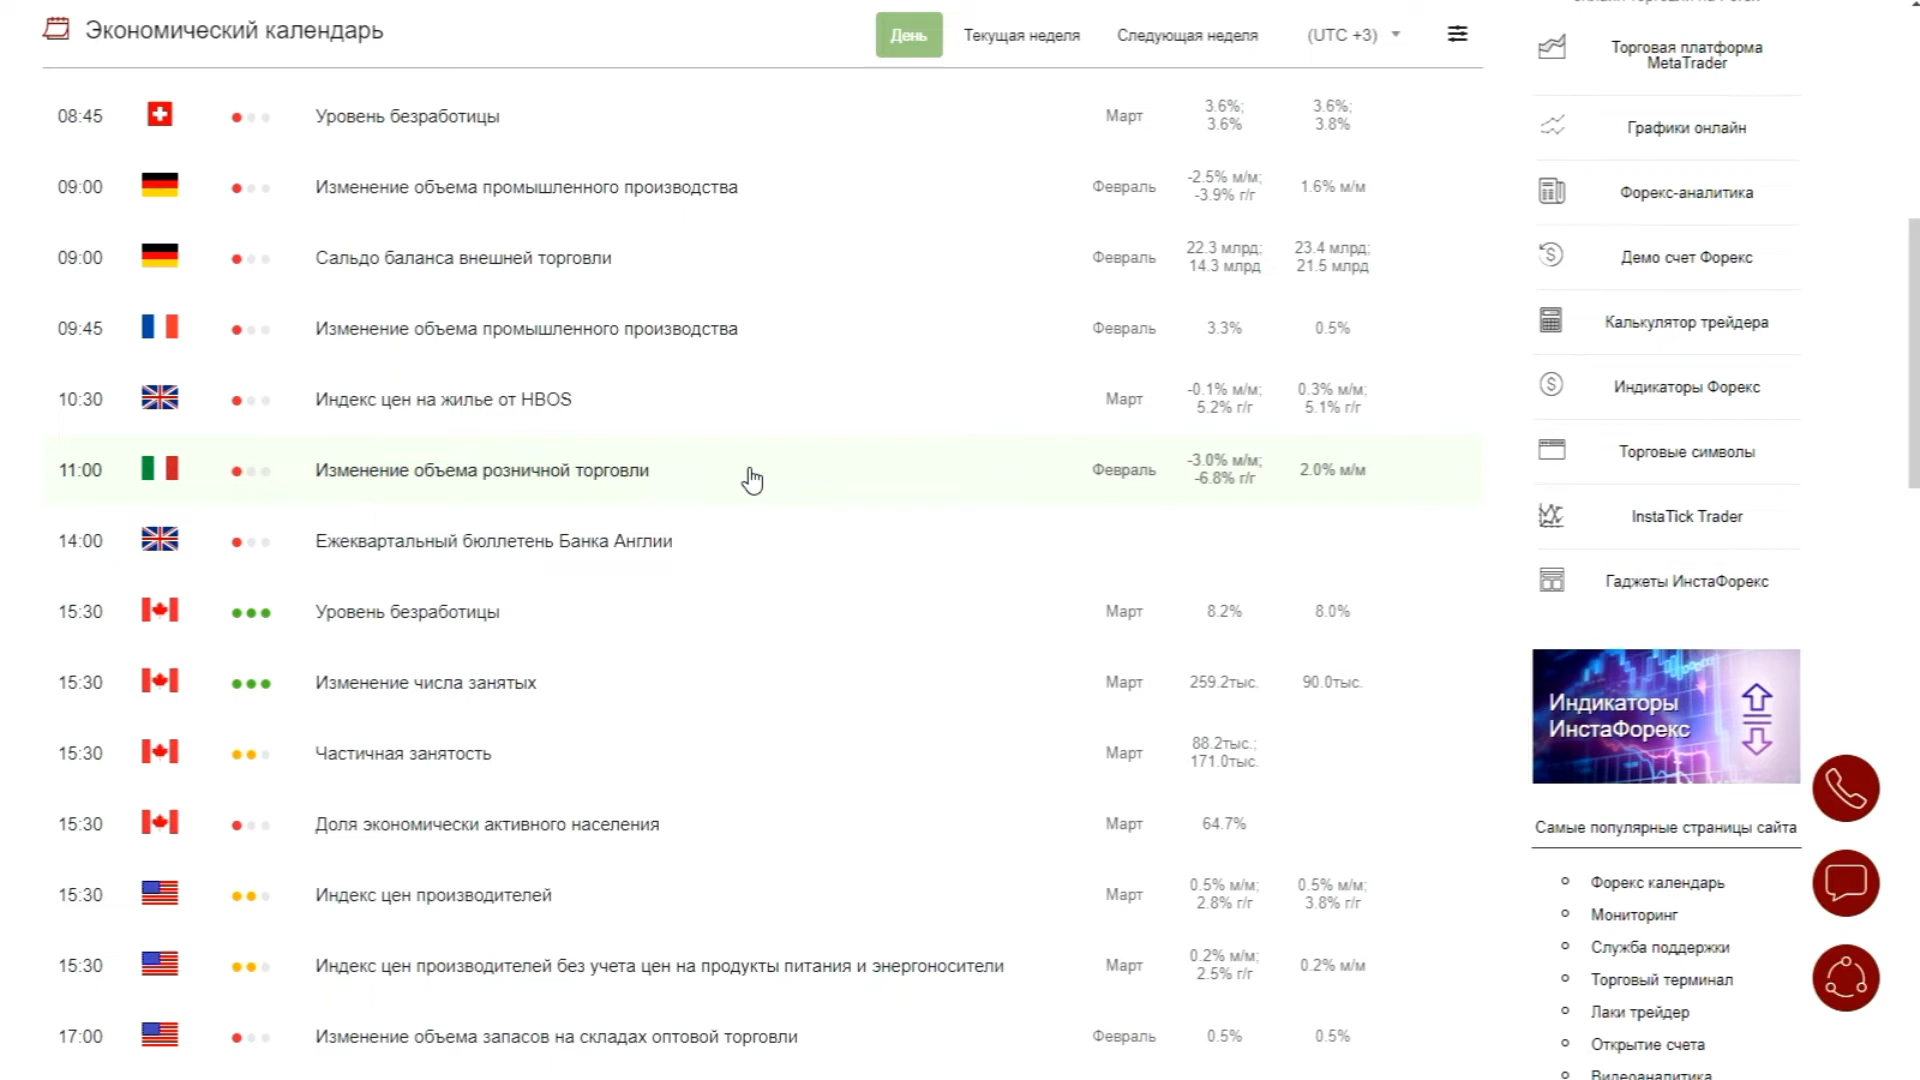 Экономический календарь
День
Текущая неделя
Следующая неделя
(UTC +3)
08:45 Уровень безработицы Март 3.6%; 3.6% 3.6%; 3.8%
09:00 Изменение объема промышленного производства Февраль -2.5% м/м; -3.9% г/г 1.6% м/м
09:00 Сальдо баланса внешней торговли Февраль 22.3 млрд; 14.3 млрд 23.4 млрд; 21.5 млрд
09:45 Изменение объема промышленного производства Февраль 3.3% 0.5%
10:30 Индекс цен на жилье от HBOS Март -0.1% м/м; 5.2% г/г 0.3% м/м; 5.1% г/г
11:00 Изменение объема розничной торговли Февраль -3.0% м/м; -6.8% г/г 2.0% м/м
14:00 Ежеквартальный бюллетень Банка Англии
15:30 Уровень безработицы Март 8.2% 8.0%
15:30 Изменение числа занятых Март 259.2тыс. 90.0тыс.
15:30 Частичная занятость Март 88.2тыс.; 171.0тыс.
15:30 Доля экономически активного населения Март 64.7%
15:30 Индекс цен производителей Март 0.5% м/м; 2.8% г/г 0.5% м/м; 3.8% г/г
15:30 Индекс цен производителей без учета цен на продукты питания и энергоносители Март 0.2% м/м; 2.5% г/г 0.2% м/м
17:00 Изменение объема запасов на складах оптовой торговли Февраль 0.5% 0.5%
Торговая платформа
MetaTrader
Графики онлайн
Форекс-аналитика
Демо счет Форекс
Калькулятор трейдера
Индикаторы Форекс
Торговые символы
InstaTick Trader
Гаджеты ИнстаФорекс
Индикаторы
ИнстаФорекс
Самые популярные страницы сайта
Форекс календарь
Мониторинг
Служба поддержки
Торговый терминал
Лаки трейдер
Открытие счета
Видеоаналитика